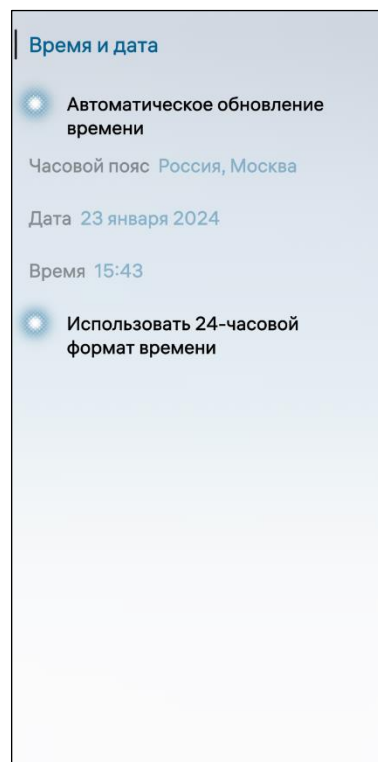 Время и дата
Автоматическое обновление
времени
Часовой пояс Россия, Москва
Дата 23 января 2024
Время 15:43
Использовать 24-часовой
формат времени